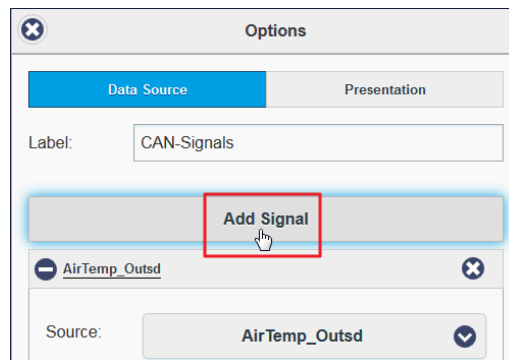 Options
Data Source Presentation
Label: CAN-Signals
Add Signal
AirTemp_Outsd
Source: AirTemp_Outsd